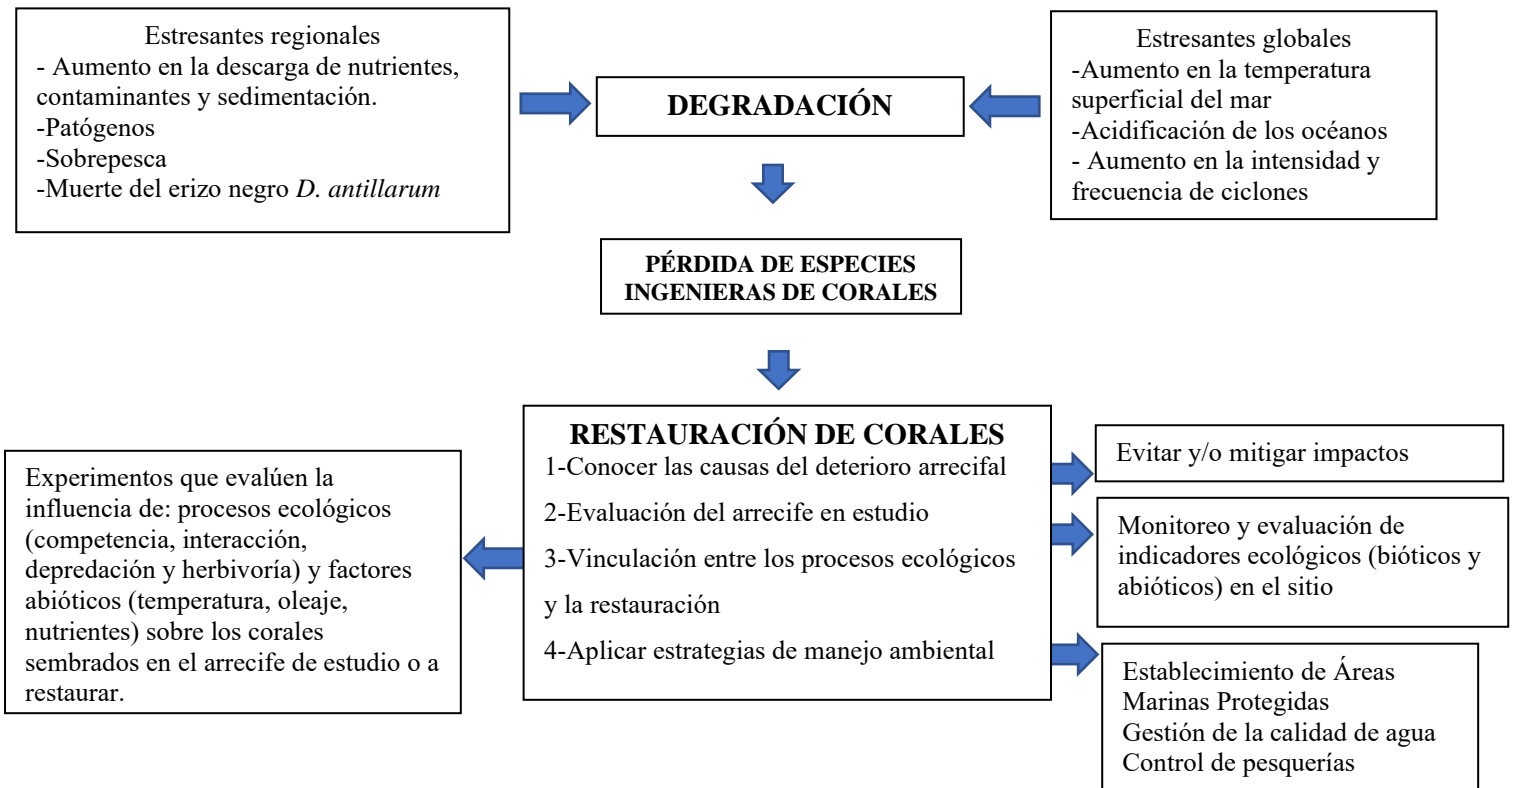 Estresantes regionales
- Aumento en la descarga de nutrientes,
contaminantes y sedimentación.
-Patógenos
-Sobrepesca
-Muerte del erizo negro D. antillarum
DEGRADACIÓN
Estresantes globales
-Aumento en la temperatura
superficial del mar
-Acidificación de los océanos
- Aumento en la intensidad y
frecuencia de ciclones
PÉRDIDA DE ESPECIES
INGENIERAS DE CORALES
RESTAURACIÓN DE CORALES
1-Conocer las causas del deterioro arrecifal
2-Evaluación del arrecife en estudio
3-Vinculación entre los procesos ecológicos
y la restauración
4-Aplicar estrategias de manejo ambiental
Experimentos que evalúen la
influencia de: procesos ecológicos
(competencia, interacción,
depredación y herbivoría) y factores
abióticos (temperatura, oleaje,
nutrientes) sobre los corales
sembrados en el arrecife de estudio o a
restaurar.
Evitar y/o mitigar impactos
Monitoreo y evaluación de
indicadores ecológicos (bióticos y
abióticos) en el sitio
Establecimiento de Áreas
Marinas Protegidas
Gestión de la calidad de agua
Control de pesquerías